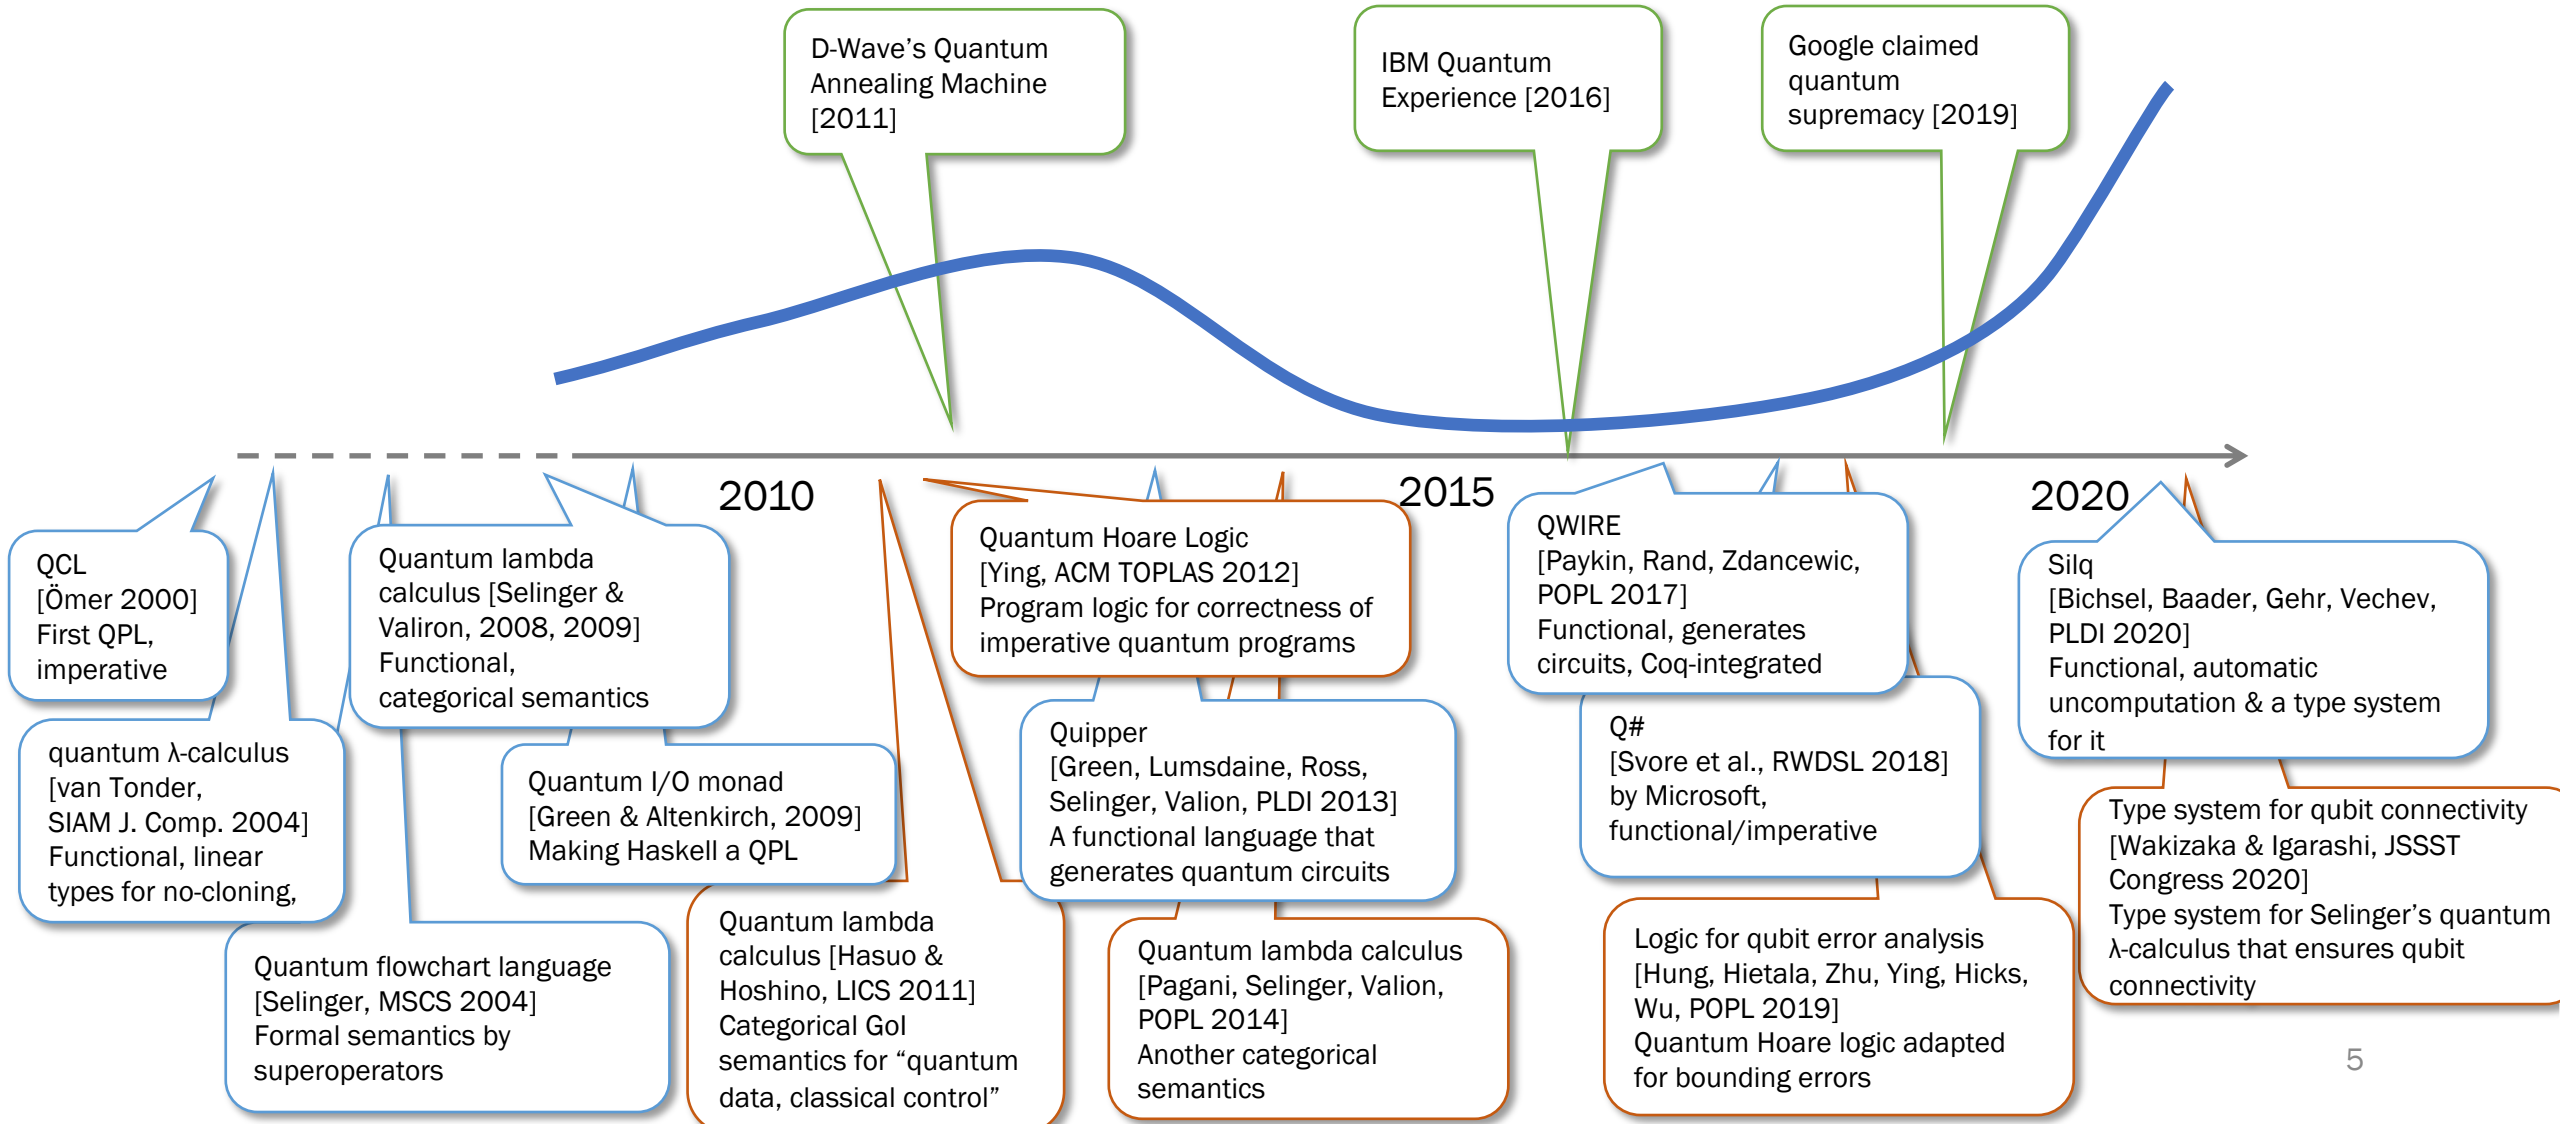 D-Wave's Quantum
Annealing Machine
[2011]
IBM Quantum
Experience [2016]
Google claimed
quantum
supremacy [2019]
2010
2015
2020
QCL
[Ömer 2000]
First QPL,
imperative
quantum λ-calculus
[van Tonder,
SIAM J. Comp. 2004]
Functional, linear
types for no-cloning,
Quantum flowchart language
[Selinger, MSCS 2004]
Formal semantics by
superoperators
Quantum lambda
calculus [Selinger &
Valiron, 2008, 2009]
Functional,
categorical semantics
Quantum I/O monad
[Green & Altenkirch, 2009]
Making Haskell a QPL
Quantum lambda
calculus [Hasuo &
Hoshino, LICS 2011]
Categorical GoI
semantics for “quantum
data, classical control”
Quantum Hoare Logic
[Ying, ACM TOPLAS 2012]
Program logic for correctness of
imperative quantum programs
Quipper
[Green, Lumsdaine, Ross,
Selinger, Valion, PLDI 2013]
A functional language that
generates quantum circuits
Quantum lambda calculus
[Pagani, Selinger, Valion,
POPL 2014]
Another categorical
semantics
QWIRE
[Paykin, Rand, Zdancewic,
POPL 2017]
Functional, generates
circuits, Coq-integrated
Q#
[Svore et al., RWDSL 2018]
by Microsoft,
functional/imperative
Logic for qubit error analysis
[Hung, Hietala, Zhu, Ying, Hicks,
Wu, POPL 2019]
Quantum Hoare logic adapted
for bounding errors
Silq
[Bichsel, Baader, Gehr, Vechev,
PLDI 2020]
Functional, automatic
uncomputation & a type system
for it
Type system for qubit connectivity
[Wakizaka & Igarashi, JSSST
Congress 2020]
Type system for Selinger's quantum
λ-calculus that ensures qubit
connectivity
5